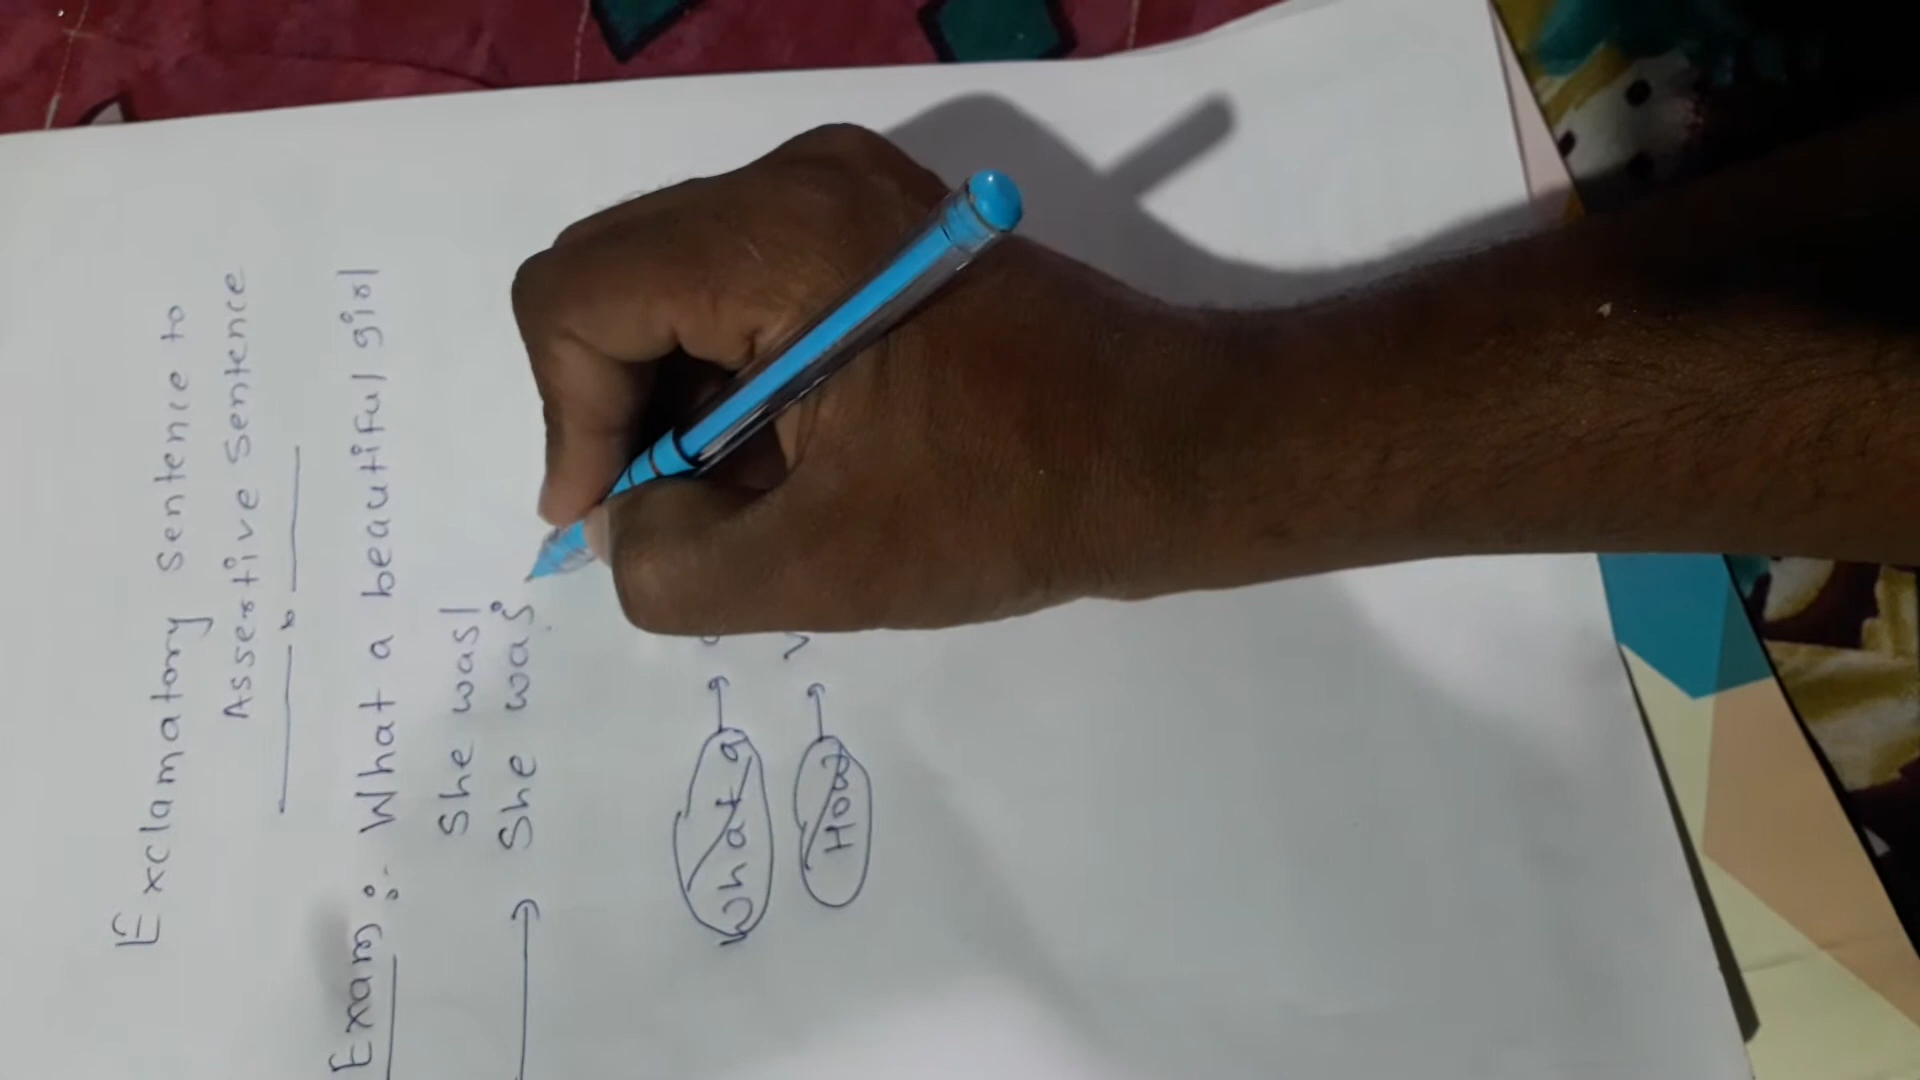 Exclamatory sentence to
Assertive sentence
Exam:- What a beautiful girl
She was!
→ She was
What a →
How →